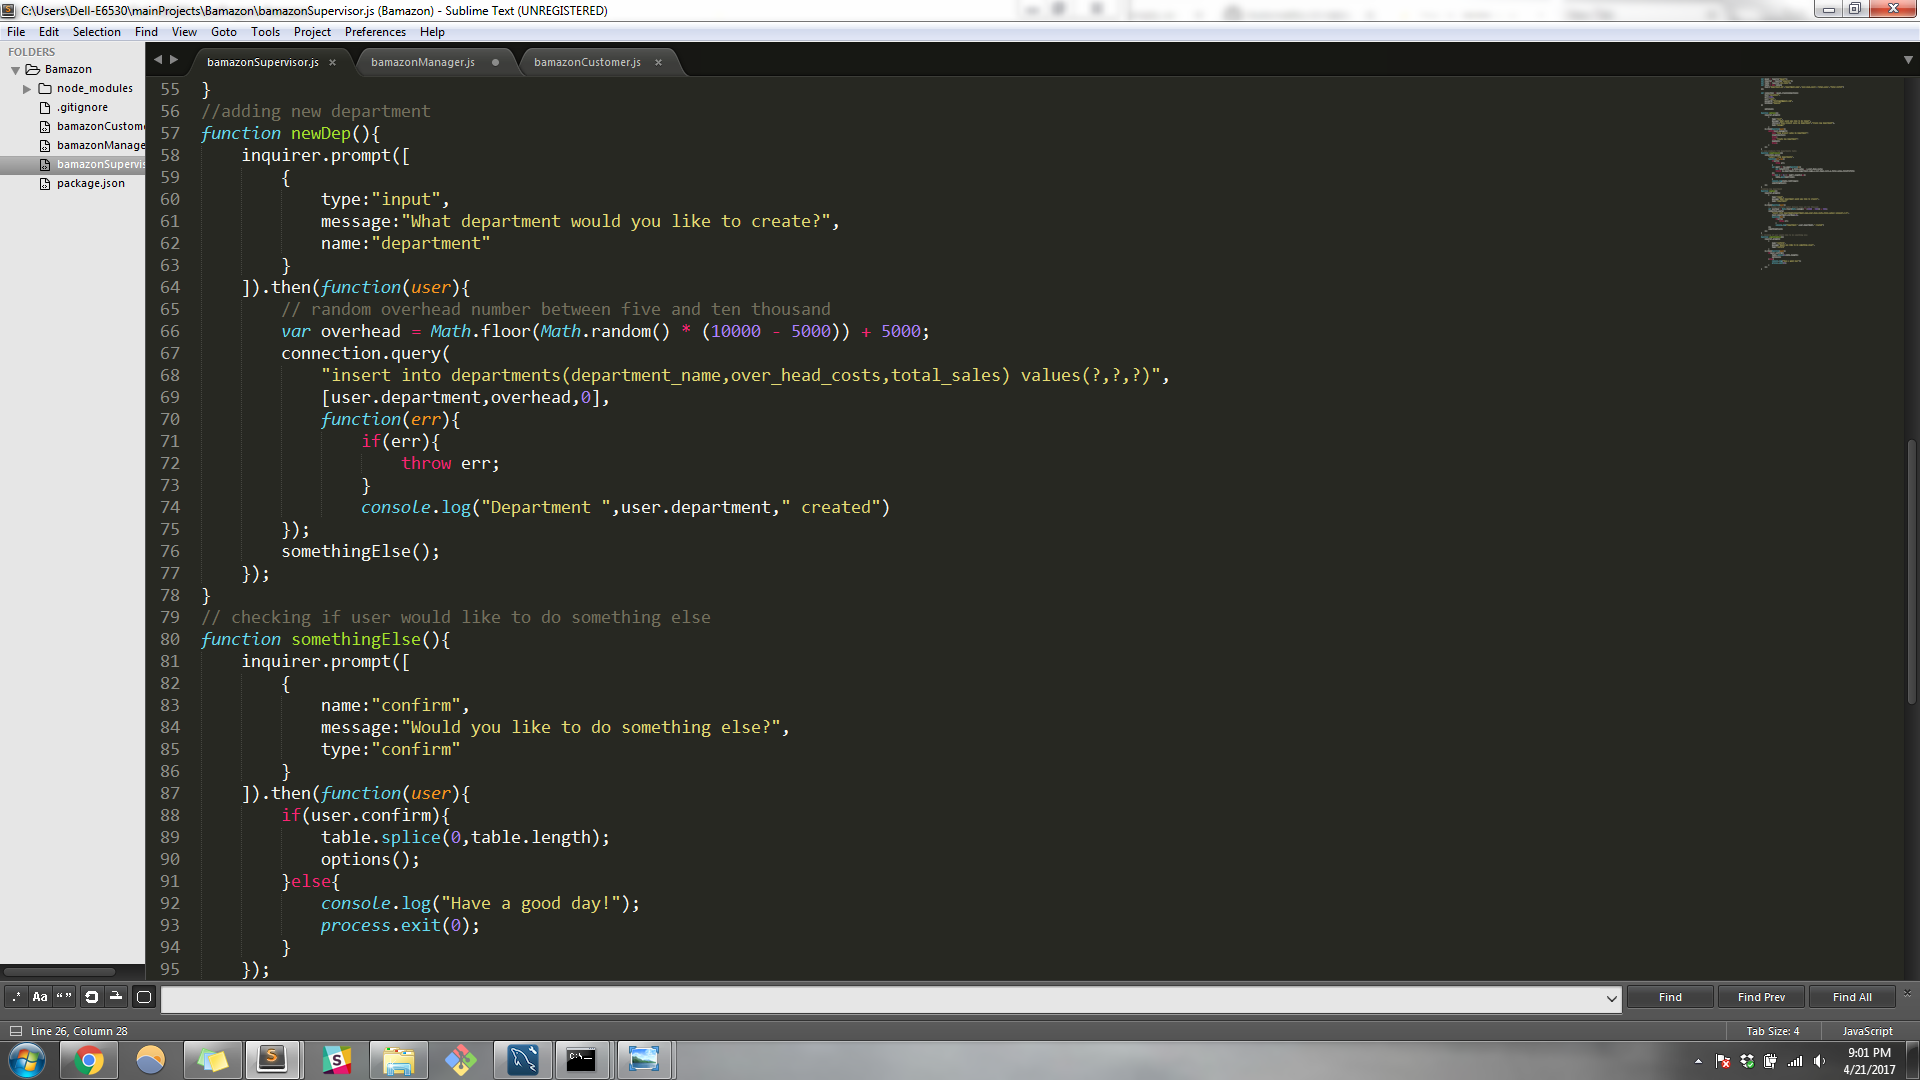 C:\Users\Dell-E6530\mainProjects\Bamazon\bamazonSupervisor.js (Bamazon) - Sublime Text (UNREGISTERED)
File Edit Selection Find View Goto Tools Project Preferences Help
FOLDERS
Bamazon
node_modules
.gitignore
bamazonCustome
bamazonManage
bamazonSupervis
package.json
bamazonSupervisor.js × bamazonManager.js bamazonCustomer.js ×
55 }
56 //adding new department
57 function newDep(){
58 inquirer.prompt([
59 {
60 type:"input",
61 message:"What department would you like to create?",
62 name:"department"
63 }
64 ]).then(function(user){
65 // random overhead number between five and ten thousand
66 var overhead = Math.floor(Math.random() * (10000 - 5000)) + 5000;
67 connection.query(
68 "insert into departments(department_name,over_head_costs,total_sales) values(?,?,?)",
69 [user.department,overhead,0],
70 function(err){
71 if(err){
72 throw err;
73 }
74 console.log("Department ",user.department," created")
75 });
76 somethingElse();
77 });
78 }
79 // checking if user would like to do something else
80 function somethingElse(){
81 inquirer.prompt([
82 {
83 name:"confirm",
84 message:"Would you like to do something else?",
85 type:"confirm"
86 }
87 ]).then(function(user){
88 if(user.confirm){
89 table.splice(0,table.length);
90 options();
91 }else{
92 console.log("Have a good day!");
93 process.exit(0);
94 }
95 });
.* Aa “ ” Find Find Prev Find All
Line 26, Column 28 Tab Size: 4 JavaScript
9:01 PM
4/21/2017